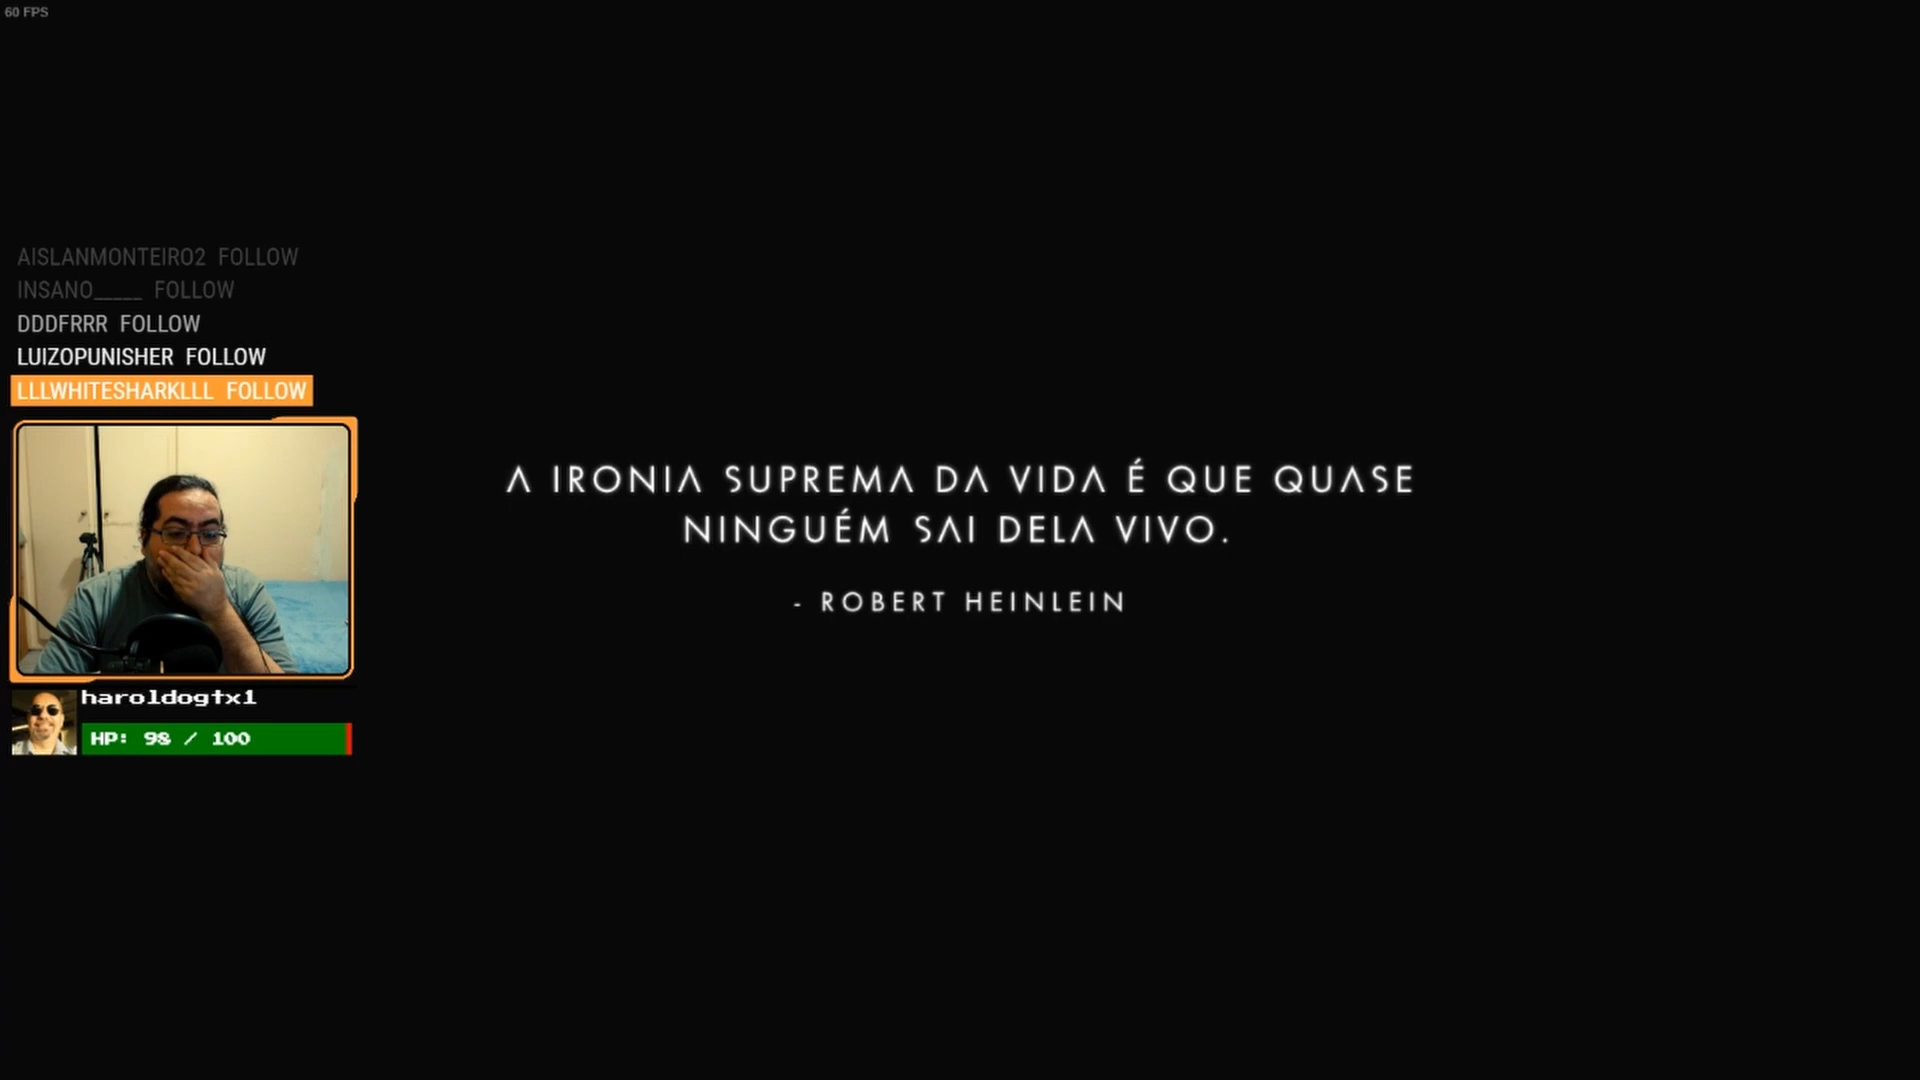 60 FPS
AISLANMONTEIRO2 FOLLOW
INSANO_____ FOLLOW
DDDFRRR FOLLOW
LUIZOPUNISHER FOLLOW
LLLWHITESHARKLLL FOLLOW
A IRONIA SUPREMA DA VIDA É QUE QUASE
NINGUÉM SAI DELA VIVO.
- ROBERT HEINLEIN
haroldogtx1
HP: 98 / 100